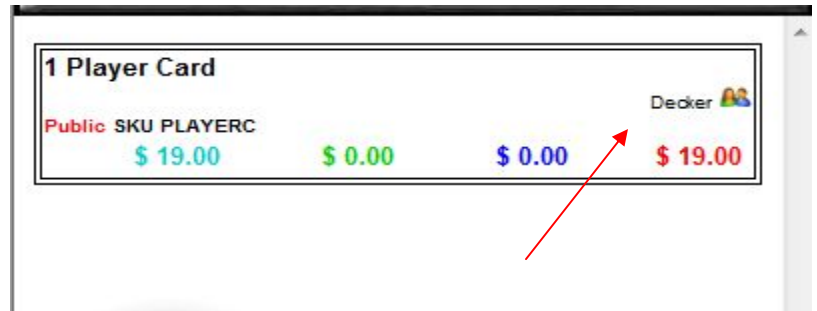 1 Player Card
Decker
Public SKU PLAYERC
$ 19.00 $ 0.00 $ 0.00 $ 19.00